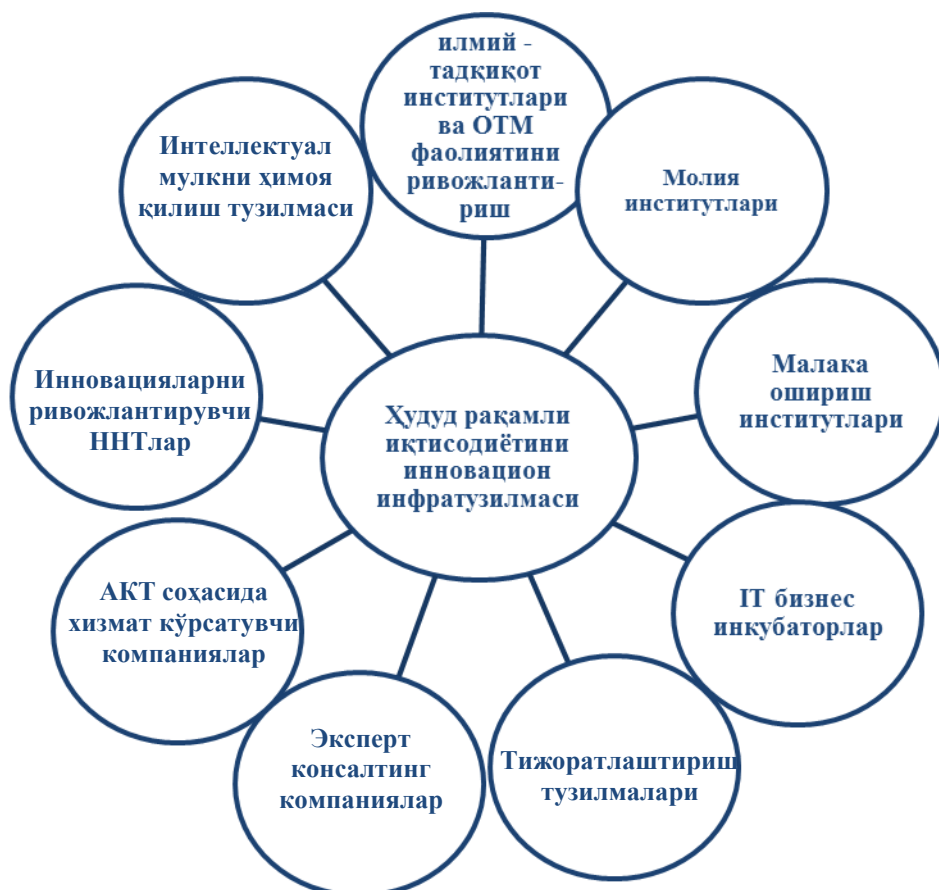 илмий -
тадқиқот
институтлари
ва ОТМ
фаолиятини
ривожланти-
риш
Молия
институтлари
Малака
ошириш
институтлари
IT бизнес
инкубаторлар
Тижоратлаштириш
тузилмалари
Эксперт
консалтинг
компаниялар
АКТ соҳасида
хизмат кўрсатувчи
компаниялар
Инновацияларни
ривожлантирувчи
ННТлар
Интеллектуал
мулкни ҳимоя
қилиш тузилмаси
Ҳудуд рақамли
иқтисодиётини
инновацион
инфратузилмаси